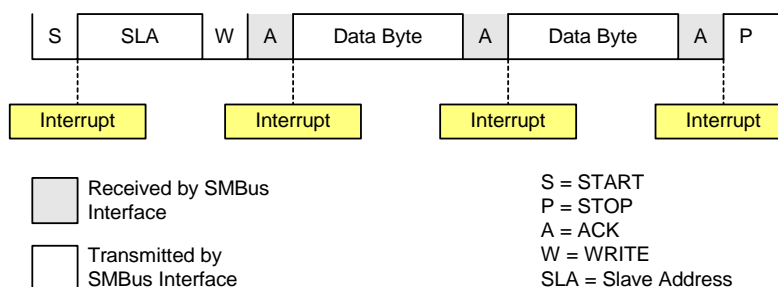 S SLA W A Data Byte A Data Byte A P
Interrupt Interrupt Interrupt Interrupt
Received by SMBus
Interface
Transmitted by
SMBus Interface
S = START
P = STOP
A = ACK
W = WRITE
SLA = Slave Address